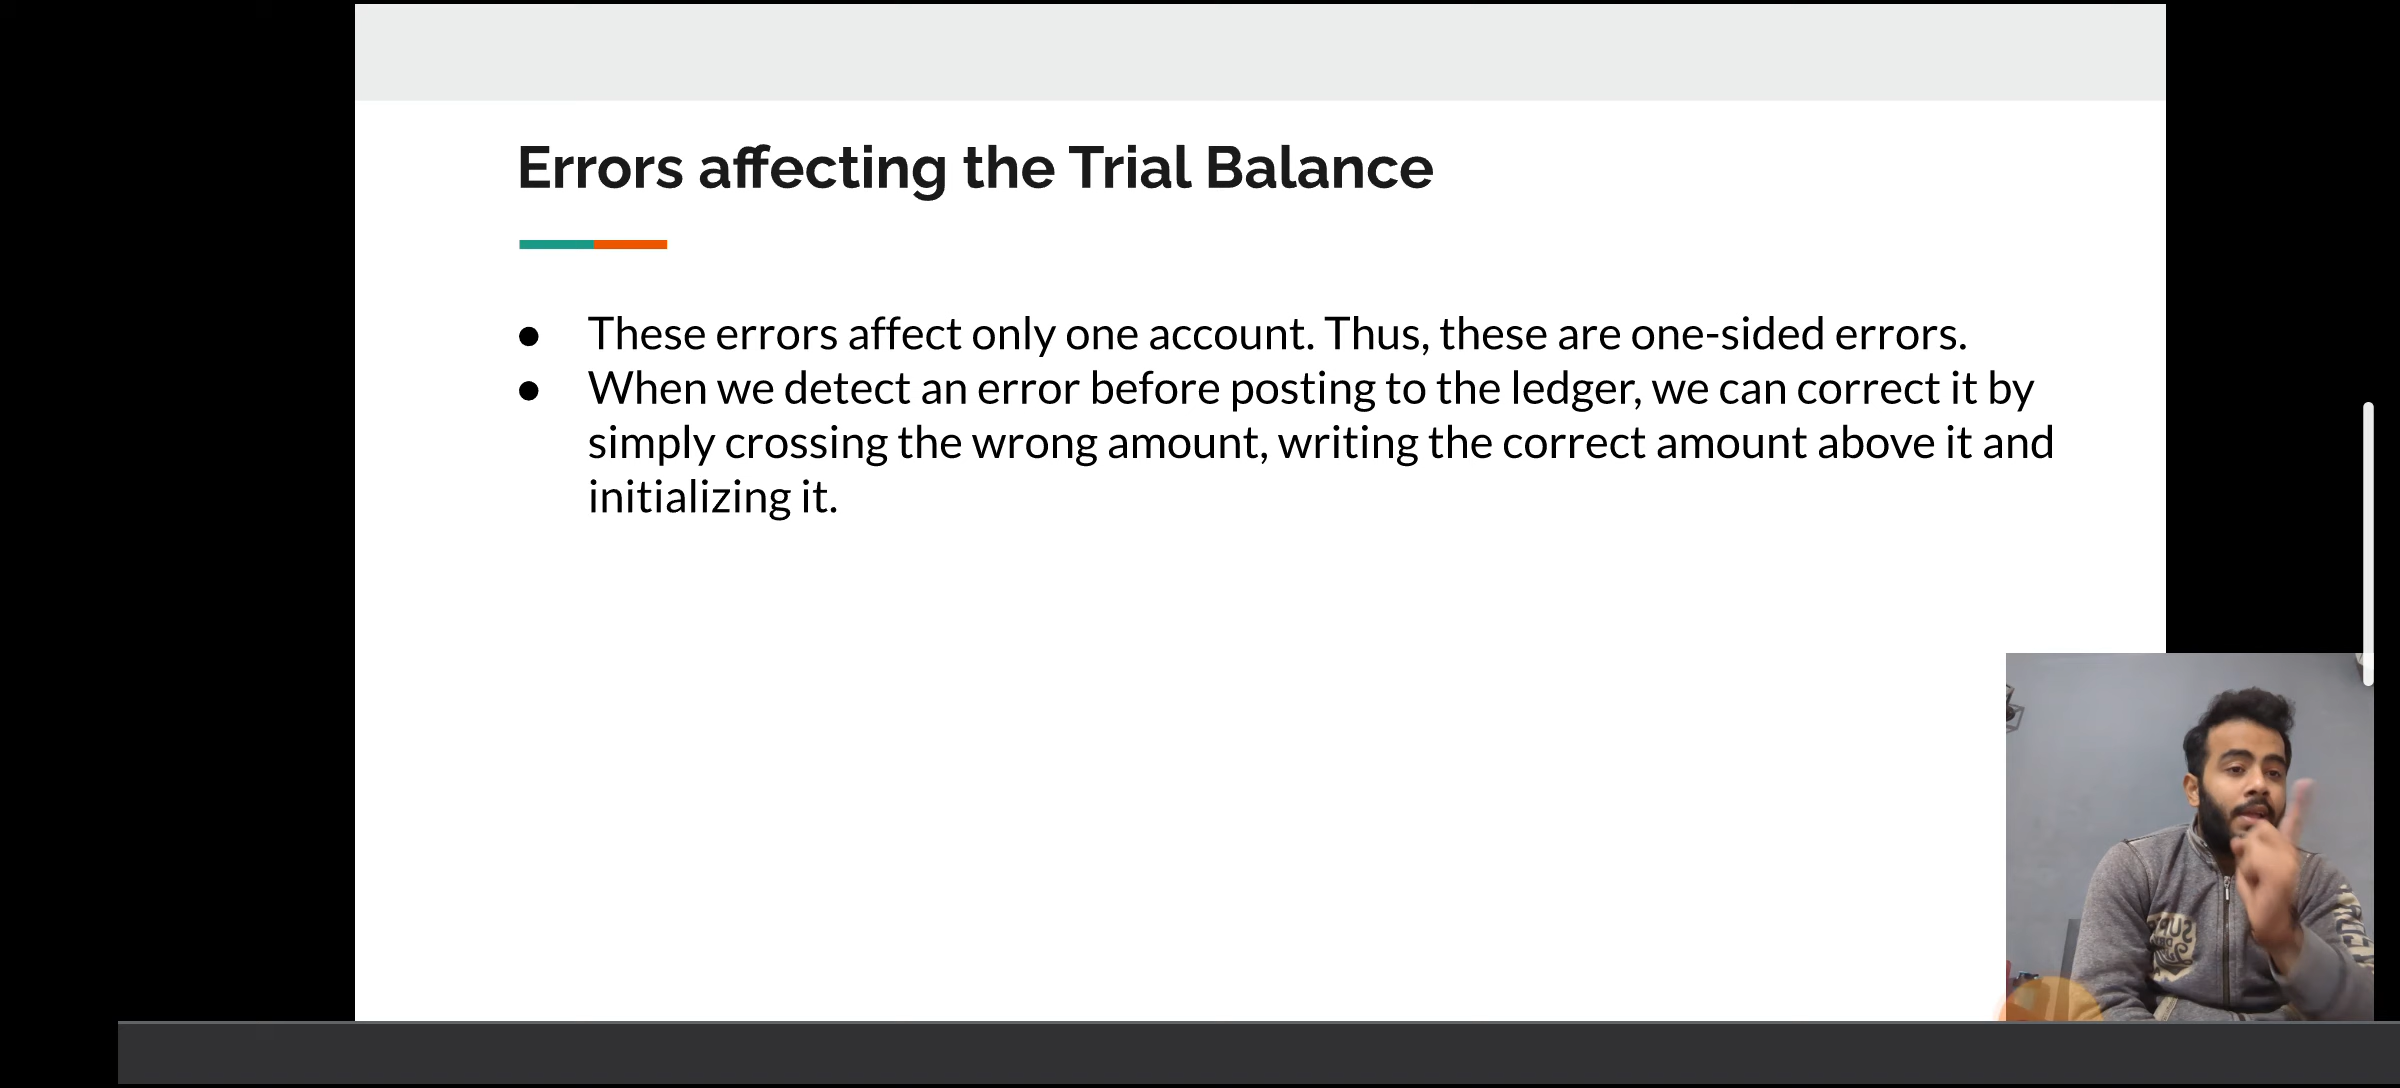 Errors affecting the Trial Balance
● These errors affect only one account. Thus, these are one-sided errors.
● When we detect an error before posting to the ledger, we can correct it by
simply crossing the wrong amount, writing the correct amount above it and
initializing it.